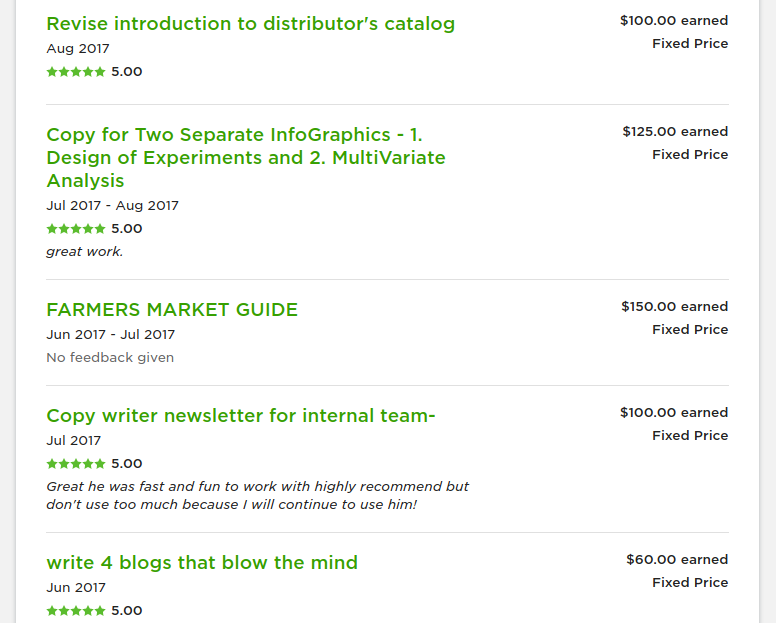 Revise introduction to distributor's catalog
$100.00 earned
Aug 2017
Fixed Price
5.00
Copy for Two Separate InfoGraphics - 1.
$125.00 earned
Design of Experiments and 2. MultiVariate
Fixed Price
Analysis
Jul 2017 - Aug 2017
5.00
great work.
FARMERS MARKET GUIDE
$150.00 earned
Jun 2017 - Jul 2017
Fixed Price
No feedback given
Copy writer newsletter for internal team-
$100.00 earned
Jul 2017
Fixed Price
5.00
Great he was fast and fun to work with highly recommend but
don't use too much because I will continue to use him!
write 4 blogs that blow the mind
$60.00 earned
Jun 2017
Fixed Price
5.00